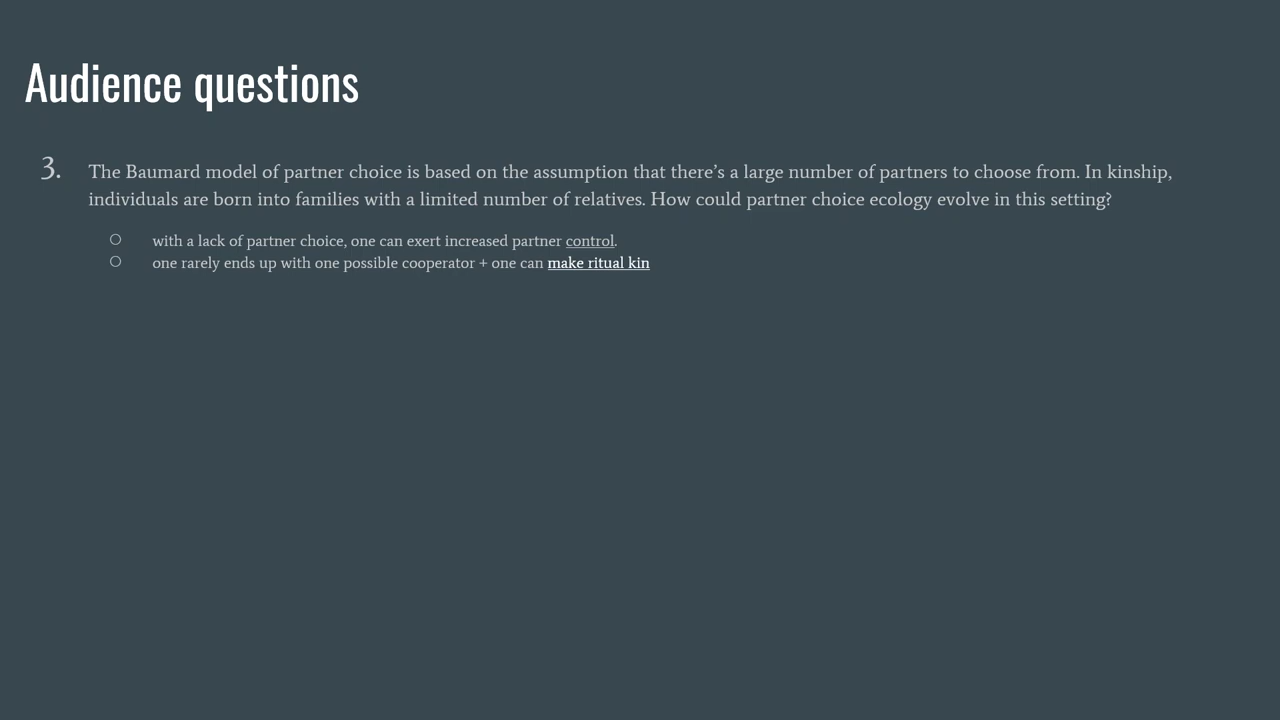 Audience questions
3. The Baumard model of partner choice is based on the assumption that there’s a large number of partners to choose from. In kinship,
individuals are born into families with a limited number of relatives. How could partner choice ecology evolve in this setting?
○ with a lack of partner choice, one can exert increased partner control.
○ one rarely ends up with one possible cooperator + one can make ritual kin